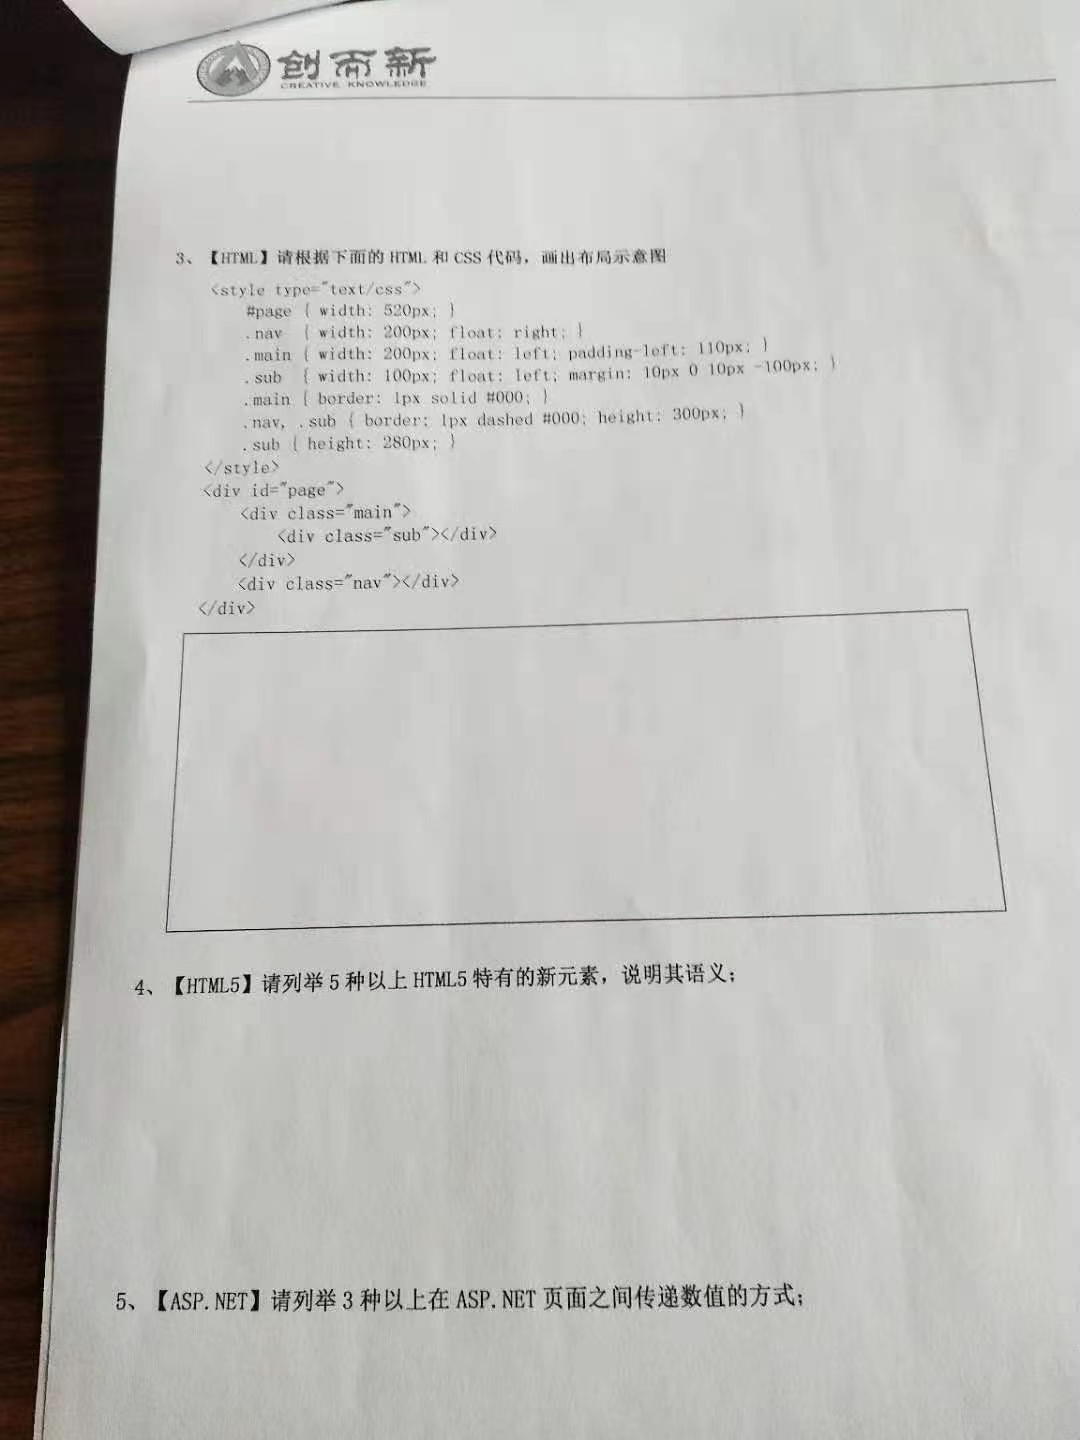 创而新
CREATIVE KNOWLEDGE
3、【HTML】请根据下面的 HTML 和 CSS 代码，画出布局示意图
<style type="text/css">
#page { width: 520px; }
.nav { width: 200px; float: right; }
.main { width: 200px; float: left; padding-left: 110px; }
.sub { width: 100px; float: left; margin: 10px 0 10px -100px; }
.main { border: 1px solid #000; }
.nav, .sub { border: 1px dashed #000; height: 300px; }
.sub { height: 280px; }
</style>
<div id="page">
<div class="main">
<div class="sub"></div>
</div>
<div class="nav"></div>
</div>
4、【HTML5】请列举 5 种以上 HTML5 特有的新元素，说明其语义；
5、【ASP.NET】请列举 3 种以上在 ASP.NET 页面之间传递数值的方式；